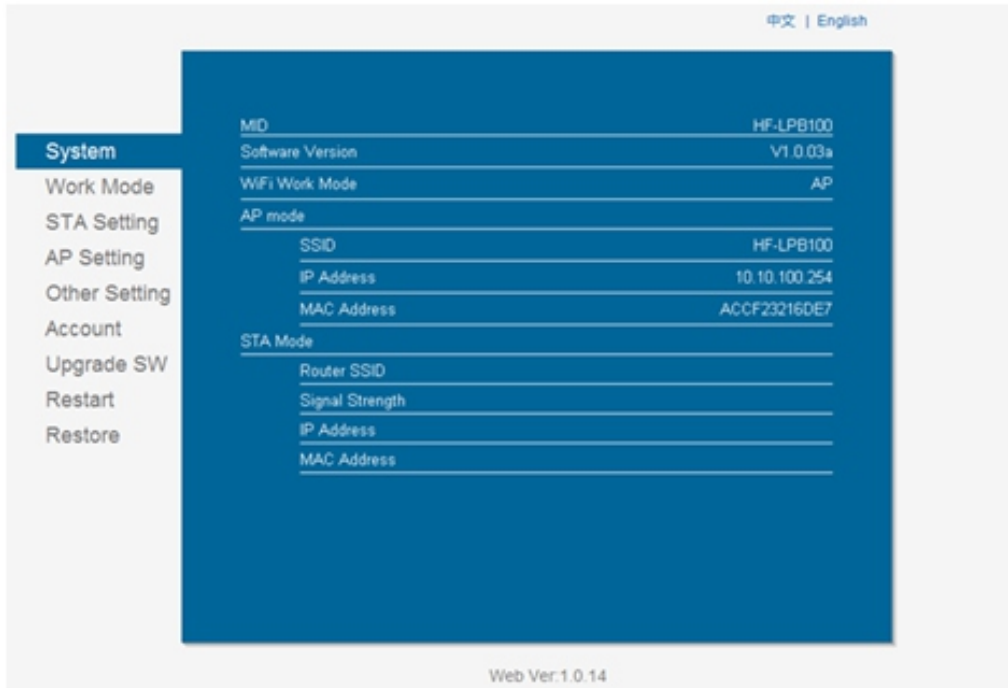 中文 | English
System
Work Mode
STA Setting
AP Setting
Other Setting
Account
Upgrade SW
Restart
Restore
MID HF-LPB100
Software Version V1.0.03a
WiFi Work Mode AP
AP mode
SSID HF-LPB100
IP Address 10.10.100.254
MAC Address ACCF23216DE7
STA Mode
Router SSID
Signal Strength
IP Address
MAC Address
Web Ver:1.0.14